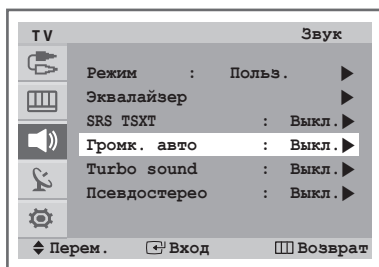 TV Звук
Режим : Польз.
Эквалайзер
SRS TSXT : Выкл.
Громк. авто : Выкл.
Turbo sound : Выкл.
Псевдостерео : Выкл.
Перем. Вход Возврат